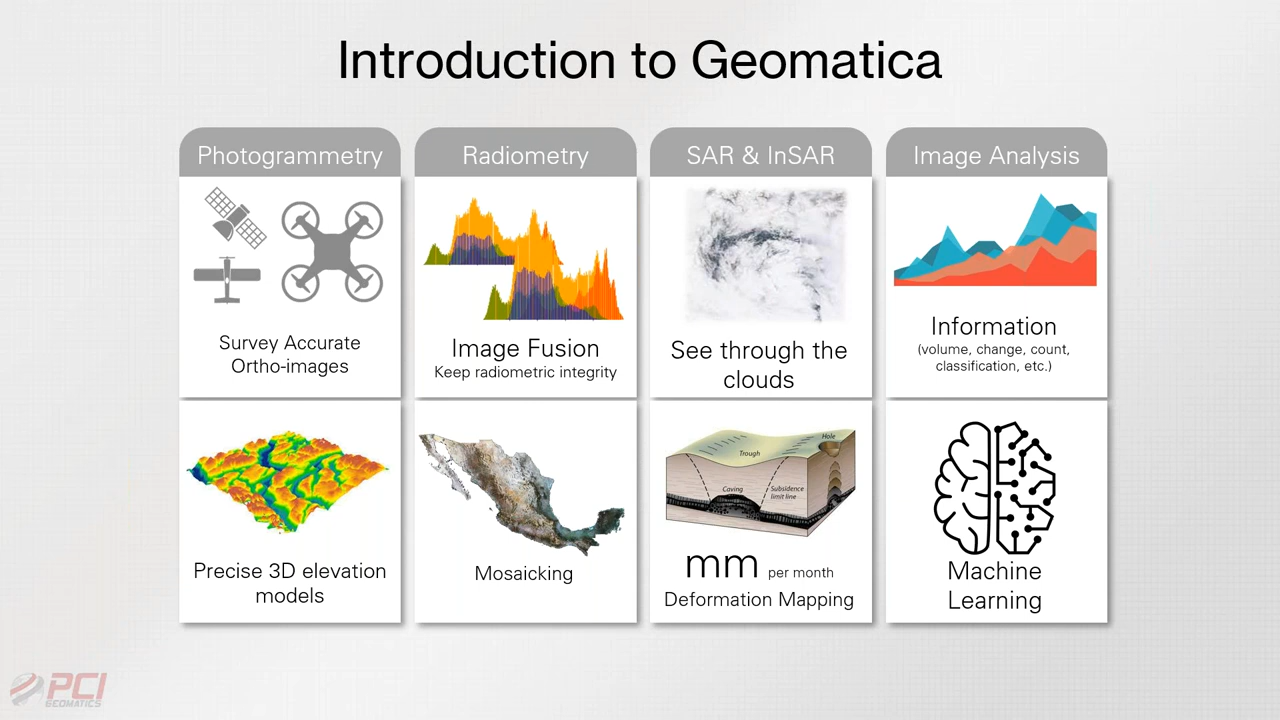 Introduction to Geomatica
Photogrammetry
Survey Accurate
Ortho-images
Precise 3D elevation
models
Radiometry
Image Fusion
Keep radiometric integrity
Mosaicking
SAR & InSAR
See through the
clouds
Hole
Trough
Caving
Subsidence
limit line
mm per month
Deformation Mapping
Image Analysis
Information
(volume, change, count,
classification, etc.)
Machine
Learning
PCI
GEOMATICS